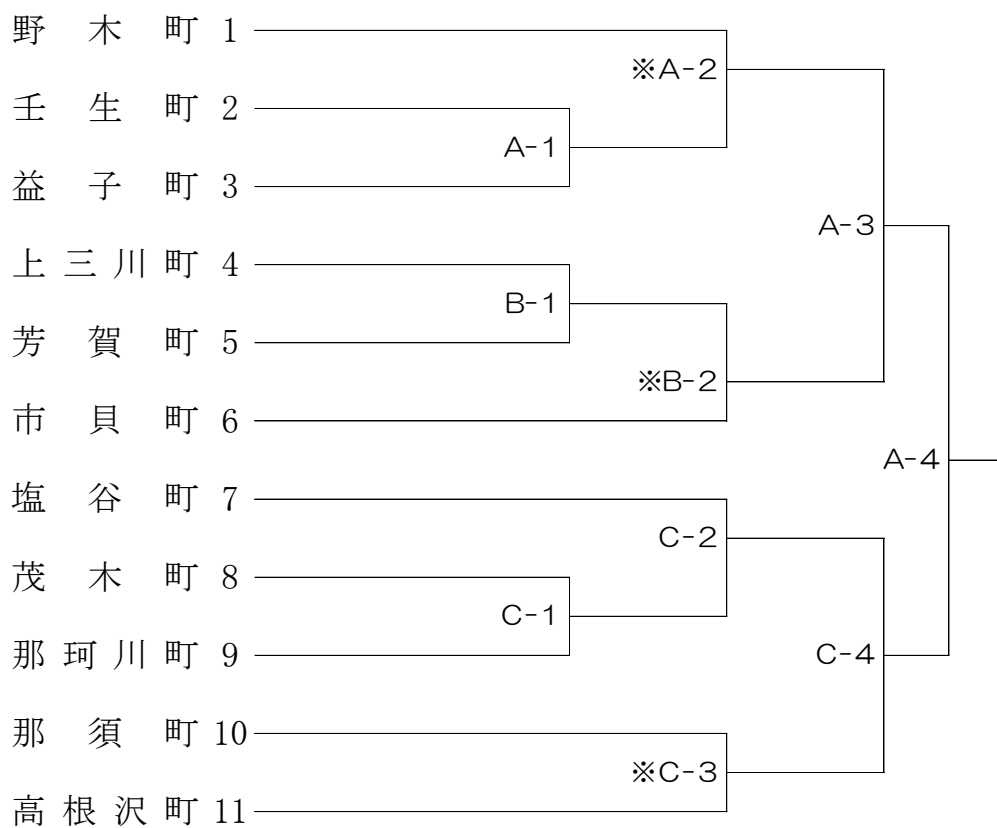 野木町 1
※A-2
壬生町 2
A-1
益子町 3
A-3
上三川町 4
B-1
芳賀町 5
※B-2
市貝町 6
A-4
塩谷町 7
C-2
茂木町 8
C-1
那珂川町 9
C-4
那須町 10
※C-3
高根沢町 11